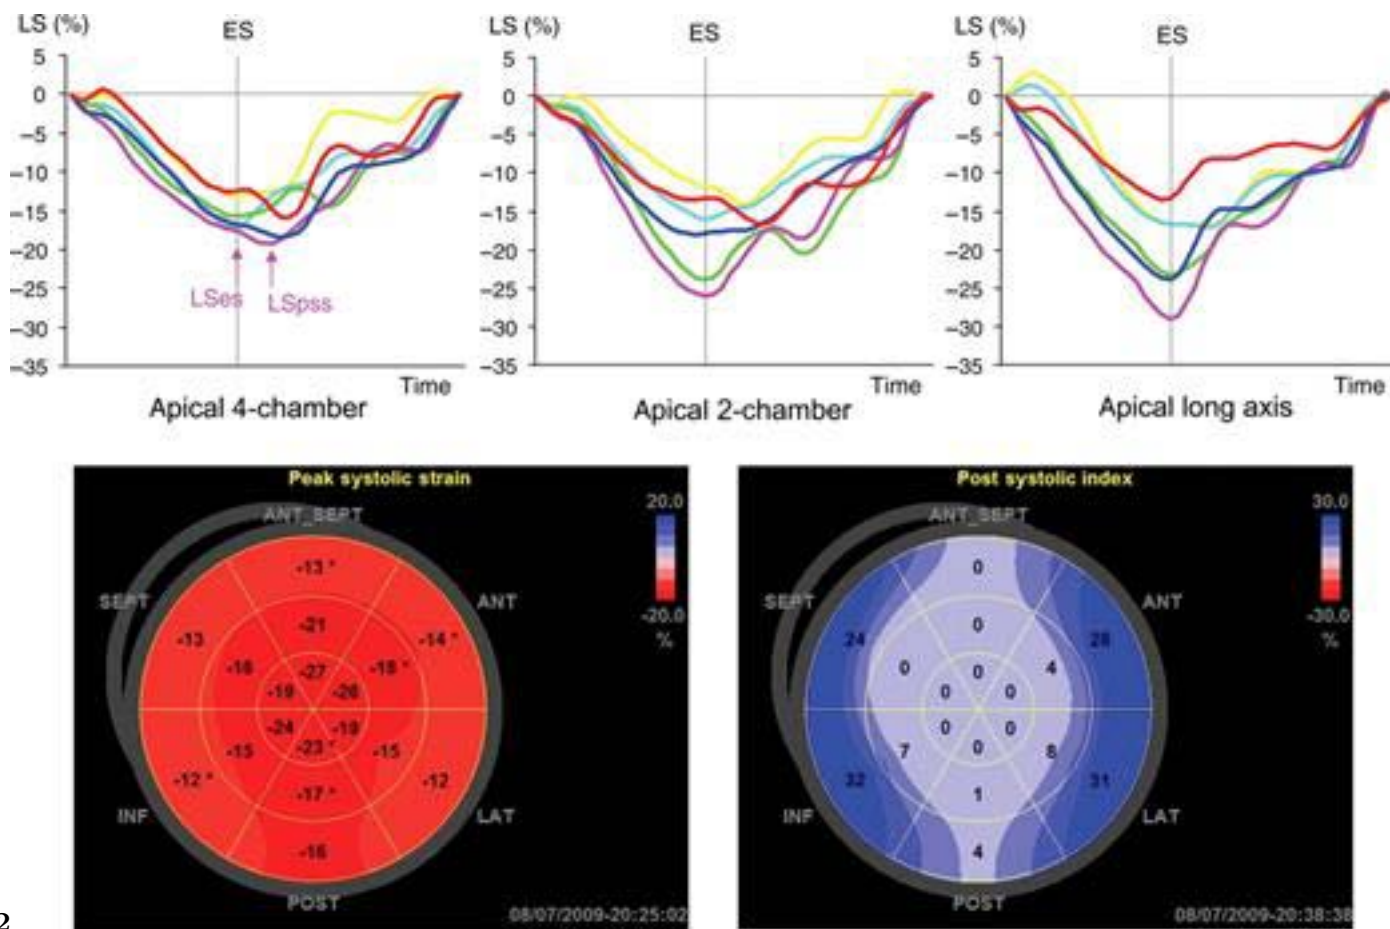 LS (%)
ES
5
0
−5
−10
−15
−20
−25
−30
−35
LSes
LSpss
Time
Apical 4-chamber
LS (%)
ES
5
0
−5
−10
−15
−20
−25
−30
−35
Time
Apical 2-chamber
LS (%)
ES
5
0
−5
−10
−15
−20
−25
−30
−35
Time
Apical long axis
Peak systolic strain
20.0
-20.0
%
ANT_SEPT
SEPT
ANT
INF
LAT
POST
-13 *
-13
-21
-14 *
-16
-27
-18 *
-19
-26
-24
-19
-15
-23 *
-15
-12 *
-17 *
-12
-16
08/07/2009-20:25:02
Post systolic index
30.0
-30.0
%
ANT_SEPT
SEPT
ANT
INF
LAT
POST
0
24
0
28
0
0
4
0
0
0
0
7
0
8
32
1
31
4
08/07/2009-20:38:38
2